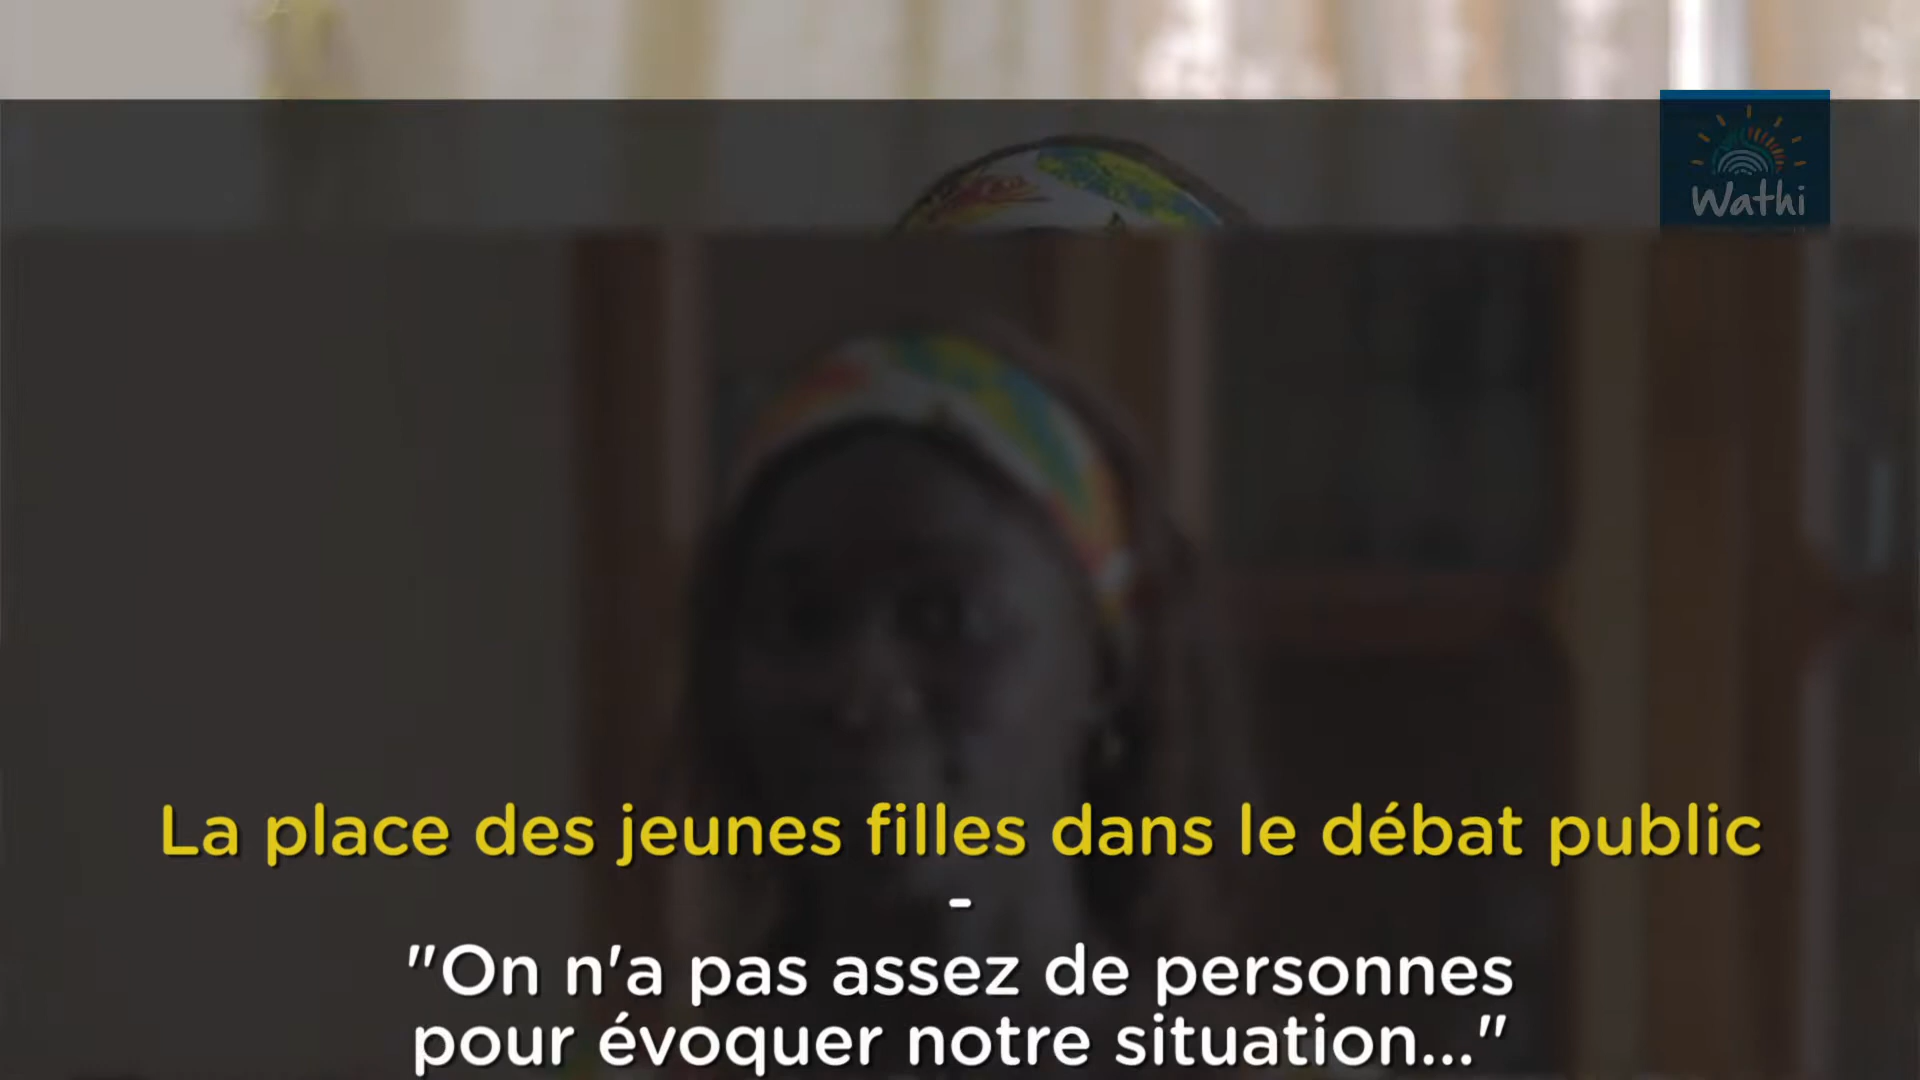 Wathi
La place des jeunes filles dans le débat public
-
"On n'a pas assez de personnes
pour évoquer notre situation..."